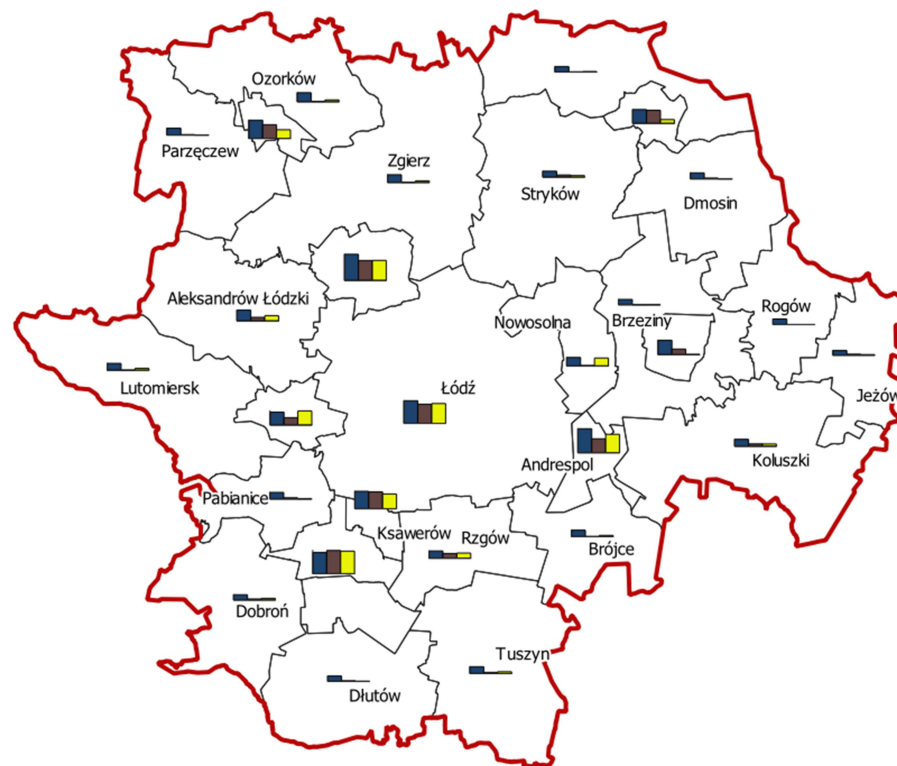 Ozorków
Parzęczew
Zgierz
Stryków
Dmosin
Aleksandrów Łódzki
Nowosolna
Brzeziny
Rogów
Lutomiersk
Łódź
Jeżów
Andrespol
Koluszki
Pabianice
Ksawerów
Rzgów
Brójce
Dobroń
Tuszyn
Dłutów